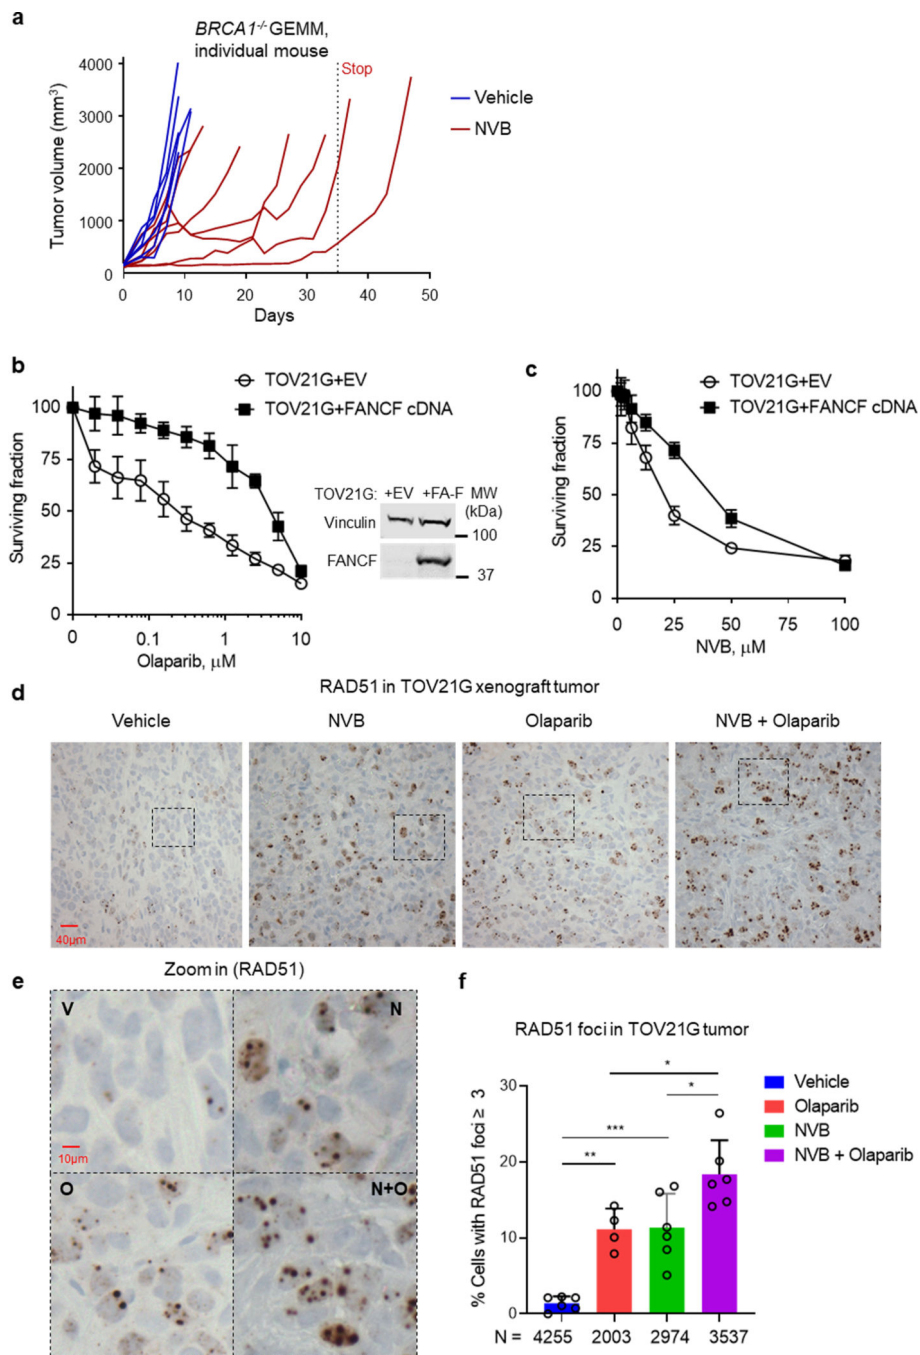 a
BRCA1-/- GEMM,
individual mouse
Tumor volume (mm3)
4000
3000
2000
1000
0
Stop
Vehicle
NVB
0 10 20 30 40 50
Days
b
TOV21G+EV
TOV21G+FANCF cDNA
Surviving fraction
100
75
50
25
0
0 0.1 1 10
Olaparib, μM
TOV21G: +EV +FA-F MW
(kDa)
Vinculin
100
FANCF
37
c
TOV21G+EV
TOV21G+FANCF cDNA
Surviving fraction
100
75
50
25
0
0 25 50 75 100
NVB, μM
d
RAD51 in TOV21G xenograft tumor
Vehicle NVB Olaparib NVB + Olaparib
40μm
e
Zoom in (RAD51)
V N
10μm
O N+O
f
RAD51 foci in TOV21G tumor
% Cells with RAD51 foci ≥ 3
30
20
10
0
*
*
***
**
Vehicle
Olaparib
NVB
NVB + Olaparib
N = 4255 2003 2974 3537